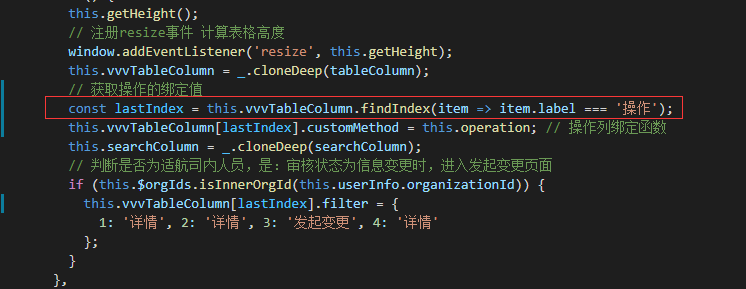 this.getHeight();
// 注册resize事件 计算表格高度
window.addEventListener('resize', this.getHeight);
this.vvvTableColumn = _.cloneDeep(tableColumn);
// 获取操作的绑定值
const lastIndex = this.vvvTableColumn.findIndex(item => item.label === '操作');
this.vvvTableColumn[lastIndex].customMethod = this.operation; // 操作列绑定函数
this.searchColumn = _.cloneDeep(searchColumn);
// 判断是否为适航司内人员，是：审核状态为信息变更时，进入发起变更页面
if (this.$orgIds.isInnerOrgId(this.userInfo.organizationId)) {
this.vvvTableColumn[lastIndex].filter = {
1: '详情', 2: '详情', 3: '发起变更', 4: '详情'
};
}
},